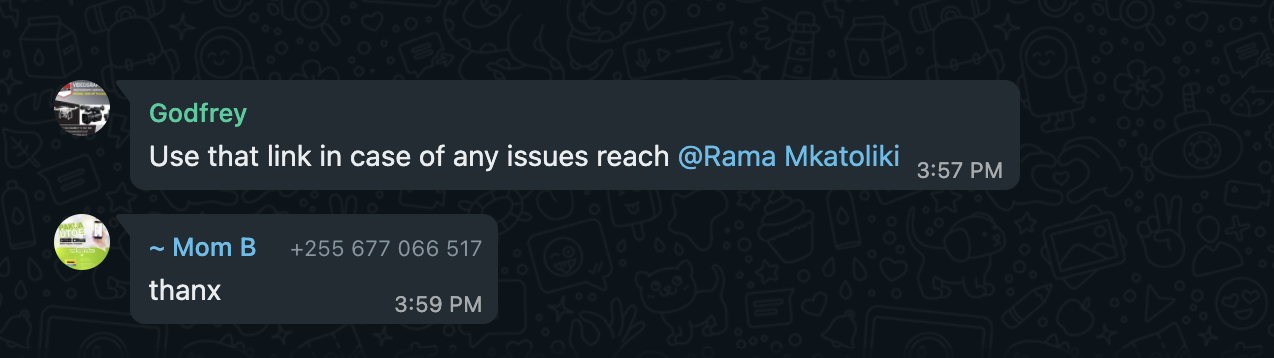 Godfrey
Use that link in case of any issues reach @Rama Mkatoliki
3:57 PM
~ Mom B +255 677 066 517
thanx
3:59 PM